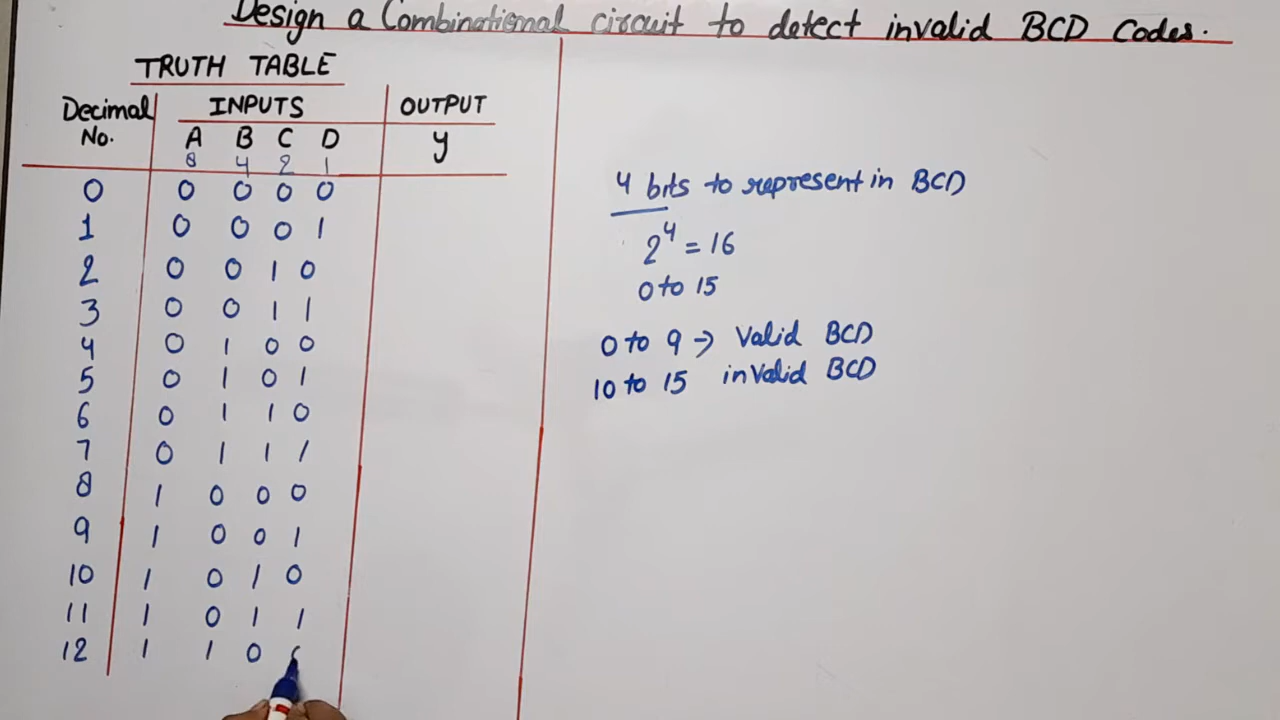 Design a Combinational circuit to detect invalid BCD Codes.
TRUTH TABLE
Decimal No. INPUTS OUTPUT
A B C D y
8 4 2 1
0 0 0 0 0
1 0 0 0 1
2 0 0 1 0
3 0 0 1 1
4 0 1 0 0
5 0 1 0 1
6 0 1 1 0
7 0 1 1 1
8 1 0 0 0
9 1 0 0 1
10 1 0 1 0
11 1 0 1 1
12 1 1 0
4 bits to represent in BCD
2^4 = 16
0 to 15
0 to 9 → Valid BCD
10 to 15 invalid BCD